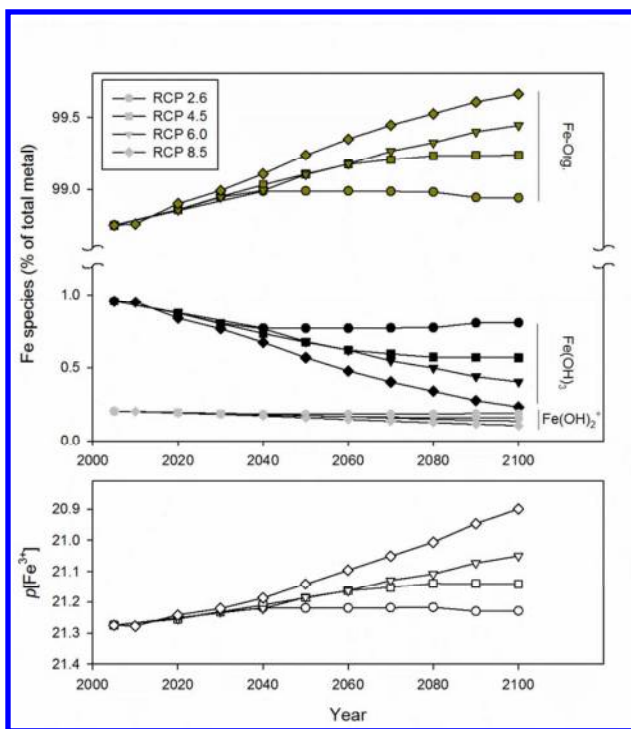 RCP 2.6
RCP 4.5
RCP 6.0
RCP 8.5
99.5
99.0
1.0
0.5
0.0
Fe species (% of total metal)
Fe-Org.
Fe(OH)₃
Fe(OH)₂⁺
2000 2020 2040 2060 2080 2100
20.9
21.0
21.1
21.2
21.3
21.4
p[Fe³⁺]
2000 2020 2040 2060 2080 2100
Year